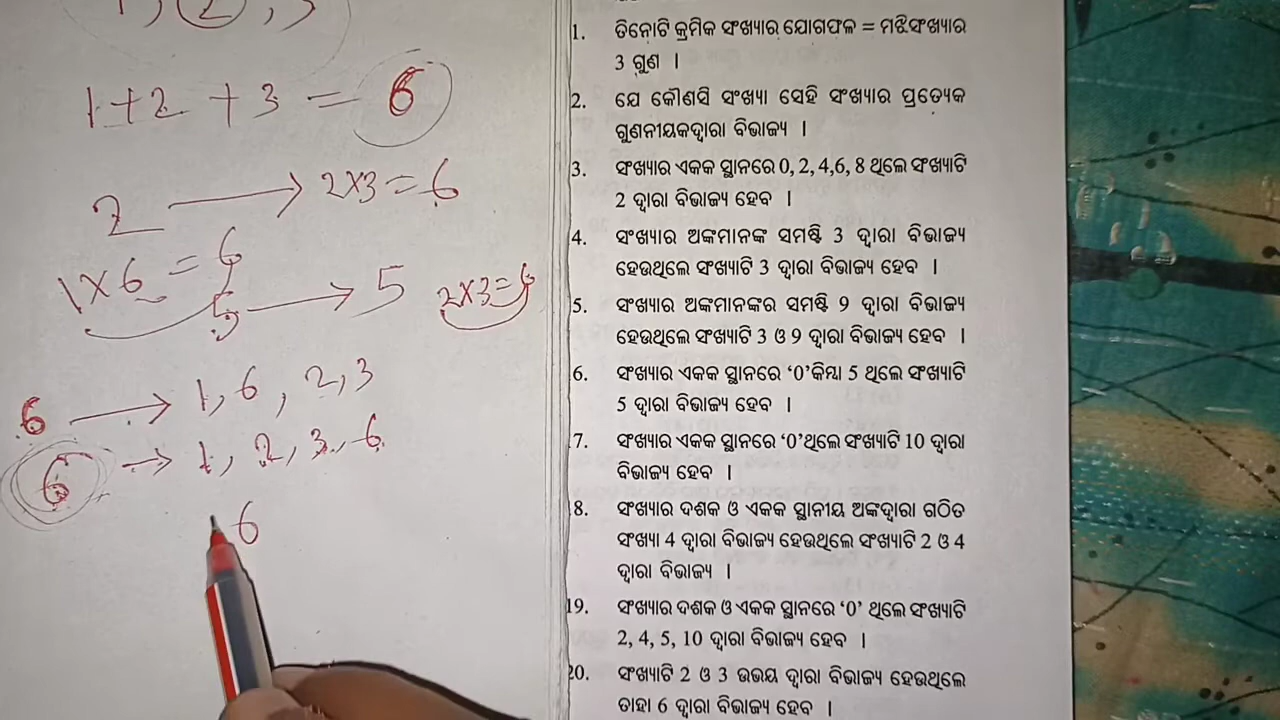 1 + 2 + 3 = 6
2 → 2×3=6
1×6 = 6
5 → 5 2×3=6
6 → 1, 6, 2, 3
6 → 1, 2, 3, 6
6
1. ତିନୋଟି କ୍ରମିକ ସଂଖ୍ୟାର ଯୋଗଫଳ = ମଝିସଂଖ୍ୟାର
3 ଗୁଣ ।
2. ଯେ କୌଣସି ସଂଖ୍ୟା ସେହି ସଂଖ୍ୟାର ପ୍ରତ୍ୟେକ
ଗୁଣନୀୟକଦ୍ୱାରା ବିଭାଜ୍ୟ ।
3. ସଂଖ୍ୟାର ଏକକ ସ୍ଥାନରେ 0, 2, 4,6, 8 ଥିଲେ ସଂଖ୍ୟାଟି
2 ଦ୍ୱାରା ବିଭାଜ୍ୟ ହେବ ।
4. ସଂଖ୍ୟାର ଅଙ୍କମାନଙ୍କ ସମଷ୍ଟି 3 ଦ୍ୱାରା ବିଭାଜ୍ୟ
ହେଉଥିଲେ ସଂଖ୍ୟାଟି 3 ଦ୍ୱାରା ବିଭାଜ୍ୟ ହେବ ।
5. ସଂଖ୍ୟାର ଅଙ୍କମାନଙ୍କର ସମଷ୍ଟି 9 ଦ୍ୱାରା ବିଭାଜ୍ୟ
ହେଉଥିଲେ ସଂଖ୍ୟାଟି 3 ଓ 9 ଦ୍ୱାରା ବିଭାଜ୍ୟ ହେବ ।
6. ସଂଖ୍ୟାର ଏକକ ସ୍ଥାନରେ ‘0’କିମ୍ବା 5 ଥିଲେ ସଂଖ୍ୟାଟି
5 ଦ୍ୱାରା ବିଭାଜ୍ୟ ହେବ ।
7. ସଂଖ୍ୟାର ଏକକ ସ୍ଥାନରେ ‘0’ଥିଲେ ସଂଖ୍ୟାଟି 10 ଦ୍ୱାରା
ବିଭାଜ୍ୟ ହେବ ।
8. ସଂଖ୍ୟାର ଦଶକ ଓ ଏକକ ସ୍ଥାନୀୟ ଅଙ୍କଦ୍ୱାରା ଗଠିତ
ସଂଖ୍ୟା 4 ଦ୍ୱାରା ବିଭାଜ୍ୟ ହେଉଥିଲେ ସଂଖ୍ୟାଟି 2 ଓ 4
ଦ୍ୱାରା ବିଭାଜ୍ୟ ।
19. ସଂଖ୍ୟାର ଦଶକ ଓ ଏକକ ସ୍ଥାନରେ ‘0’ ଥିଲେ ସଂଖ୍ୟାଟି
2, 4, 5, 10 ଦ୍ୱାରା ବିଭାଜ୍ୟ ହେବ ।
20. ସଂଖ୍ୟାଟି 2 ଓ 3 ଉଭୟ ଦ୍ୱାରା ବିଭାଜ୍ୟ ହେଉଥିଲେ
ତାହା 6 ଦ୍ୱାରା ବିଭାଜ୍ୟ ହେବ ।